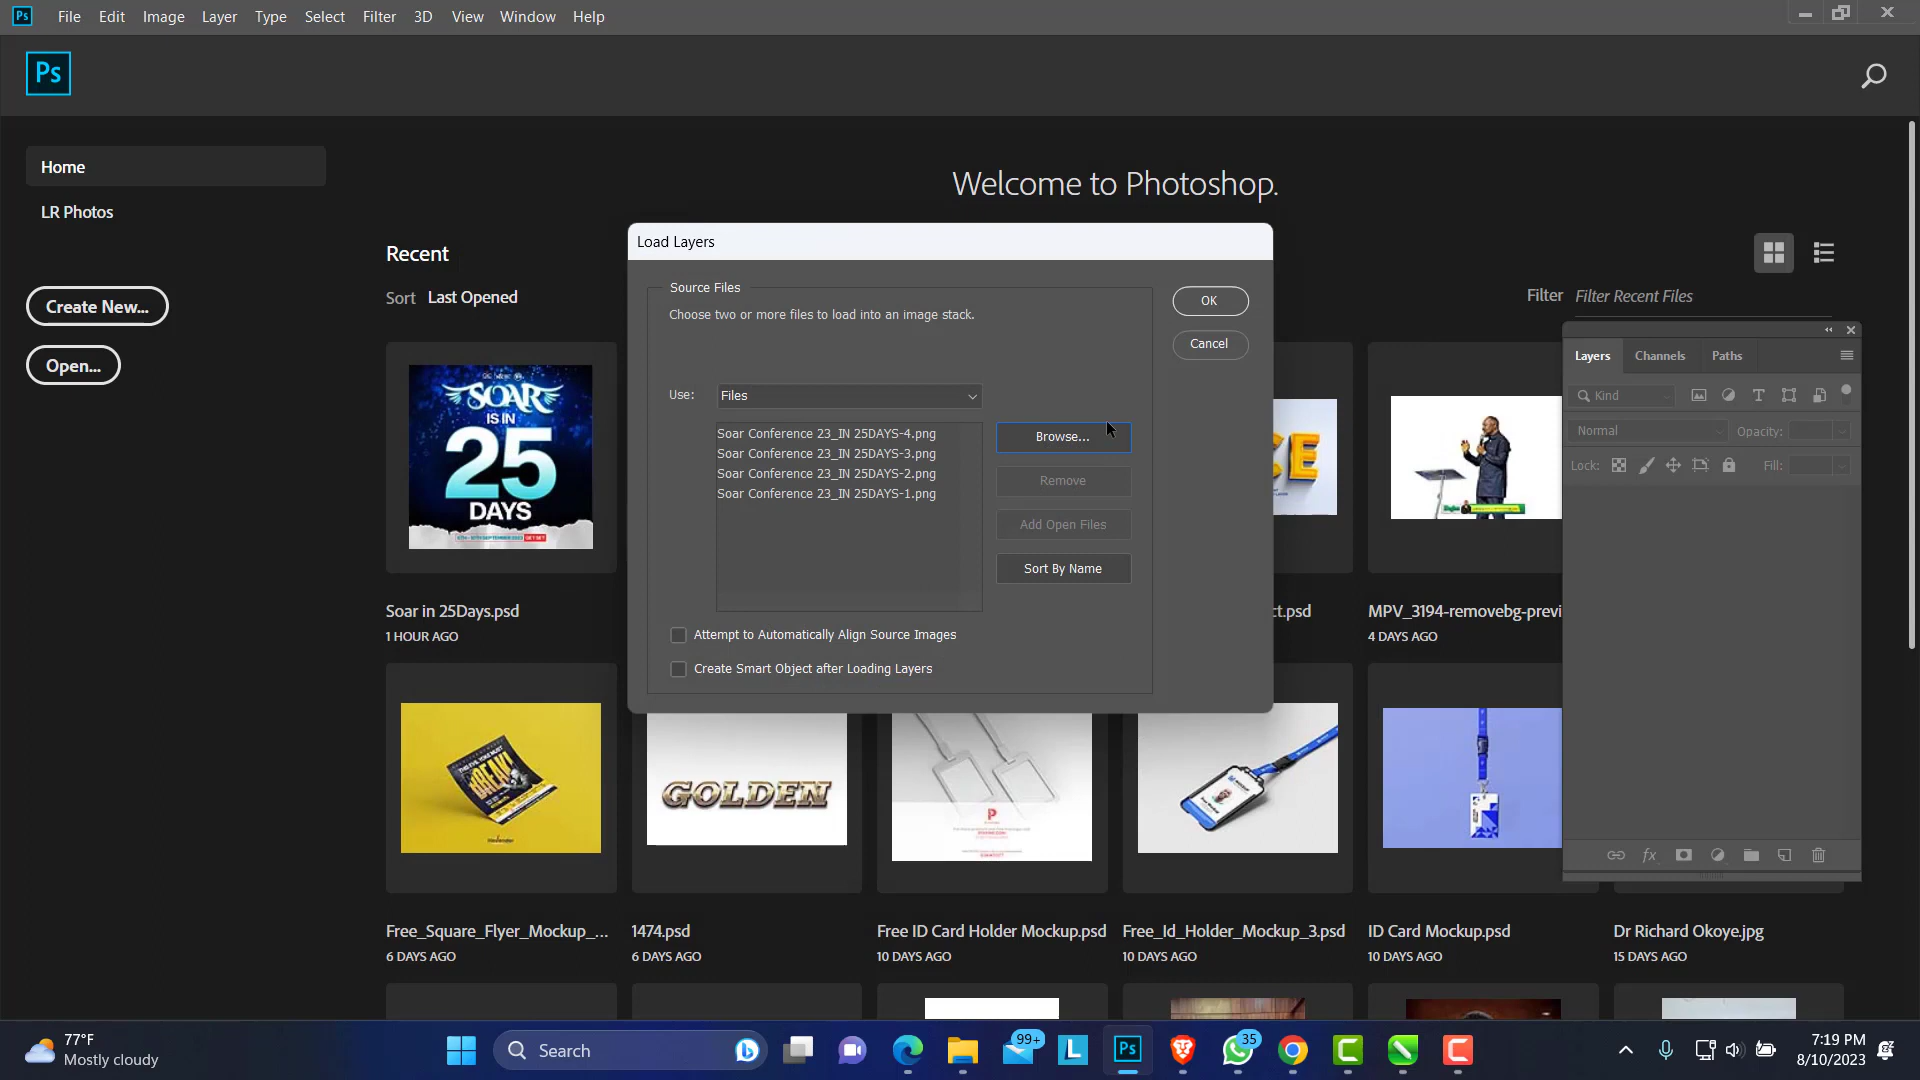 Ps File Edit Image Layer Type Select Filter 3D View Window Help
Ps
Home
LR Photos
Create New...
Open...
Welcome to Photoshop.
Recent
Sort Last Opened
Filter Filter Recent Files
Load Layers
Source Files
Choose two or more files to load into an image stack.
OK
Cancel
Use: Files
Soar Conference 23_IN 25DAYS-4.png
Soar Conference 23_IN 25DAYS-3.png
Soar Conference 23_IN 25DAYS-2.png
Soar Conference 23_IN 25DAYS-1.png
Browse...
Remove
Add Open Files
Sort By Name
Attempt to Automatically Align Source Images
Create Smart Object after Loading Layers
Layers Channels Paths
Kind
Normal Opacity:
Lock: Fill:
SOAR
IS IN
25
DAYS
CE
Soar in 25Days.psd
1 HOUR AGO
ct.psd
MPV_3194-removebg-previ
4 DAYS AGO
BREAK
GOLDEN
Free_Square_Flyer_Mockup_...
6 DAYS AGO
1474.psd
6 DAYS AGO
Free ID Card Holder Mockup.psd
10 DAYS AGO
Free_Id_Holder_Mockup_3.psd
10 DAYS AGO
ID Card Mockup.psd
10 DAYS AGO
Dr Richard Okoye.jpg
15 DAYS AGO
77°F
Mostly cloudy
Search
99+
L
Ps
35
7:19 PM
8/10/2023